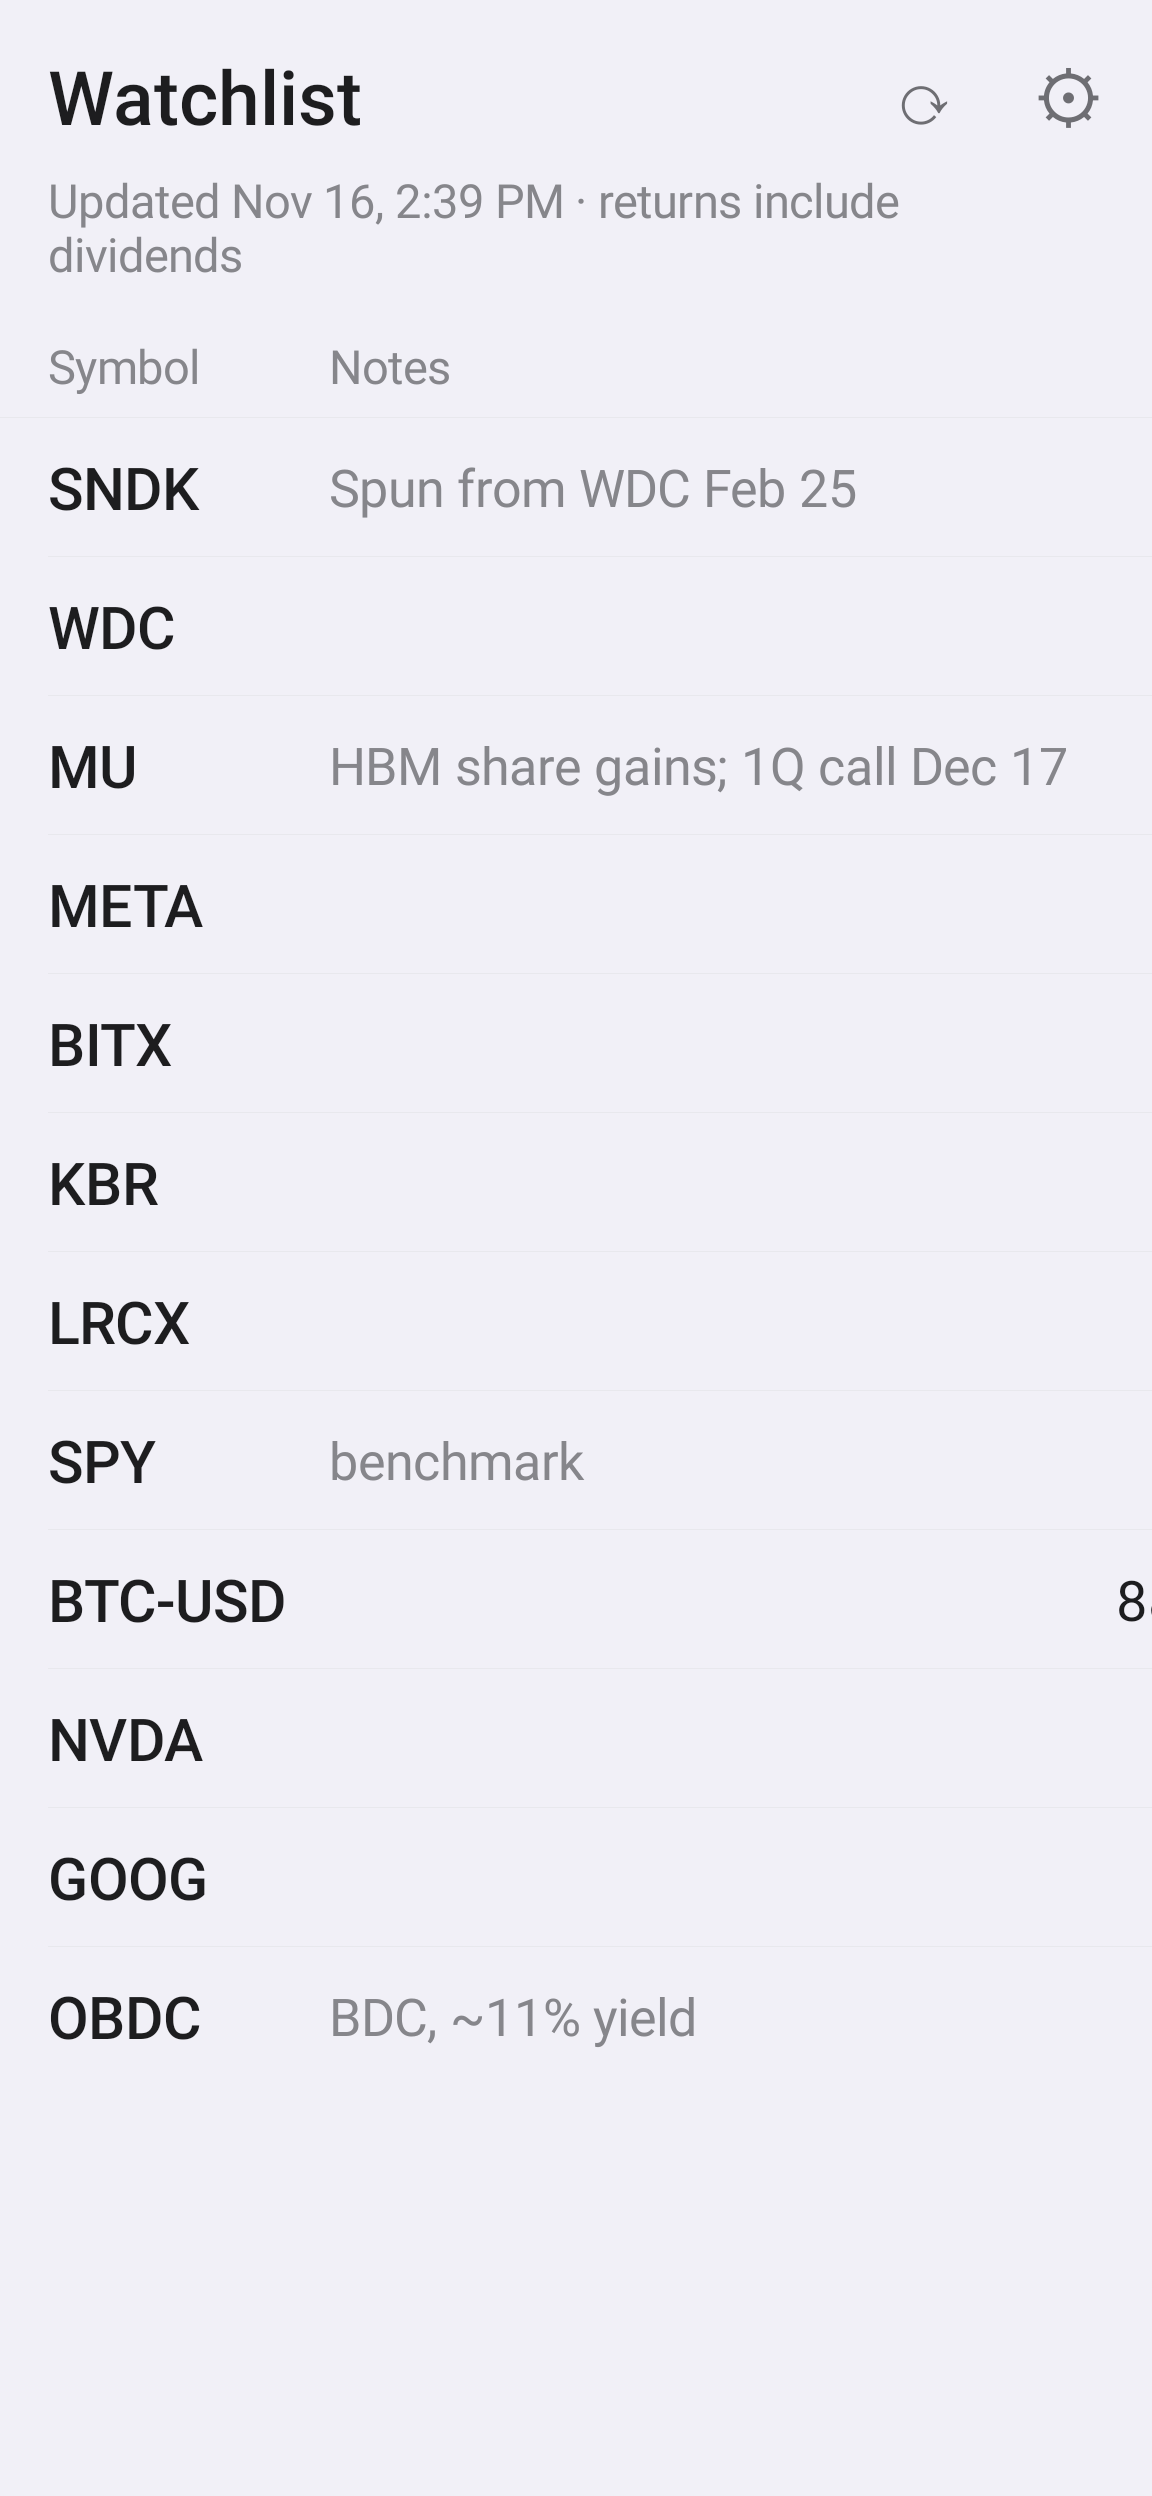 Watchlist
Updated Nov 16, 2:39 PM · returns include
dividends
Symbol Notes
SNDK Spun from WDC Feb 25
WDC
MU HBM share gains; 1Q call Dec 17
META
BITX
KBR
LRCX
SPY benchmark
BTC-USD
NVDA
GOOG
OBDC BDC, ~11% yield